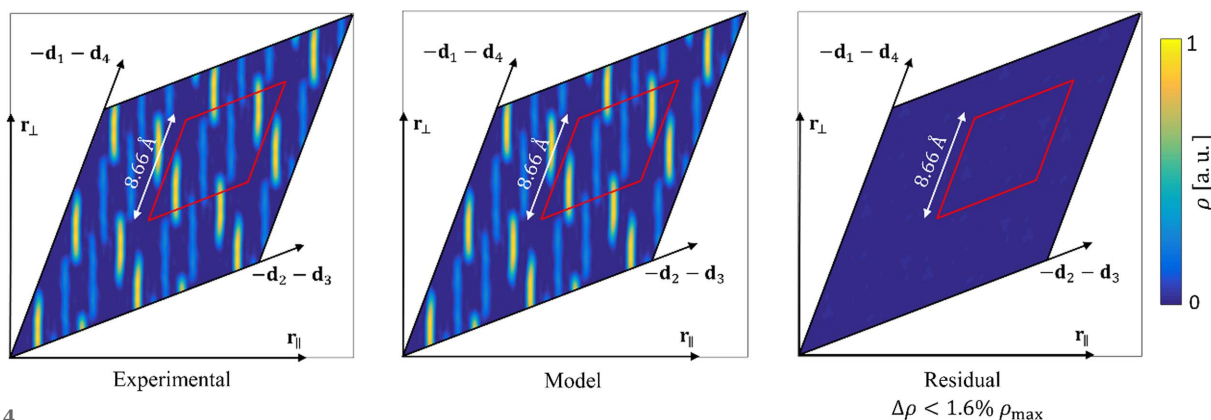 −d₁ − d₄
r⊥
8.66 Å
−d₂ − d₃
r∥
Experimental
−d₁ − d₄
r⊥
8.66 Å
−d₂ − d₃
r∥
Model
−d₁ − d₄
r⊥
8.66 Å
−d₂ − d₃
r∥
Residual
Δρ < 1.6% ρmax
1
0
ρ [a.u.]
4